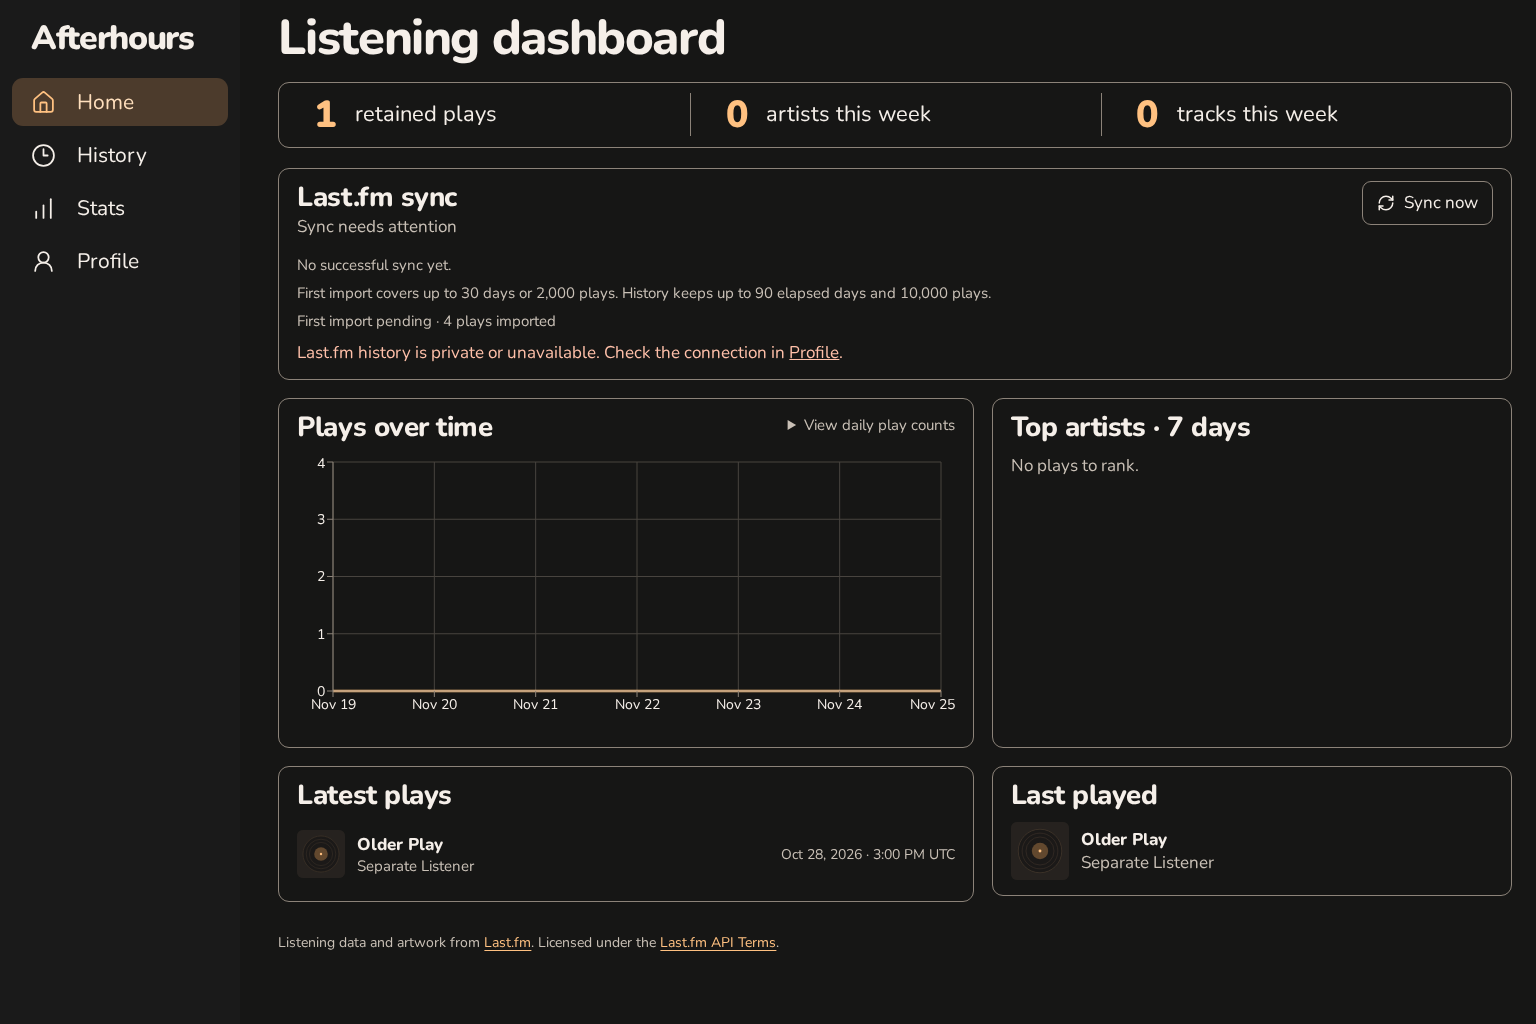 Afterhours
Home
History
Stats
Profile
Listening dashboard
1 retained plays
0 artists this week
0 tracks this week
Last.fm sync
Sync needs attention
Sync now
No successful sync yet.
First import covers up to 30 days or 2,000 plays. History keeps up to 90 elapsed days and 10,000 plays.
First import pending · 4 plays imported
Last.fm history is private or unavailable. Check the connection in Profile.
Plays over time
View daily play counts
4
3
2
1
0
Nov 19 Nov 20 Nov 21 Nov 22 Nov 23 Nov 24 Nov 25
Top artists · 7 days
No plays to rank.
Latest plays
Older Play
Separate Listener
Oct 28, 2026 · 3:00 PM UTC
Last played
Older Play
Separate Listener
Listening data and artwork from Last.fm. Licensed under the Last.fm API Terms.